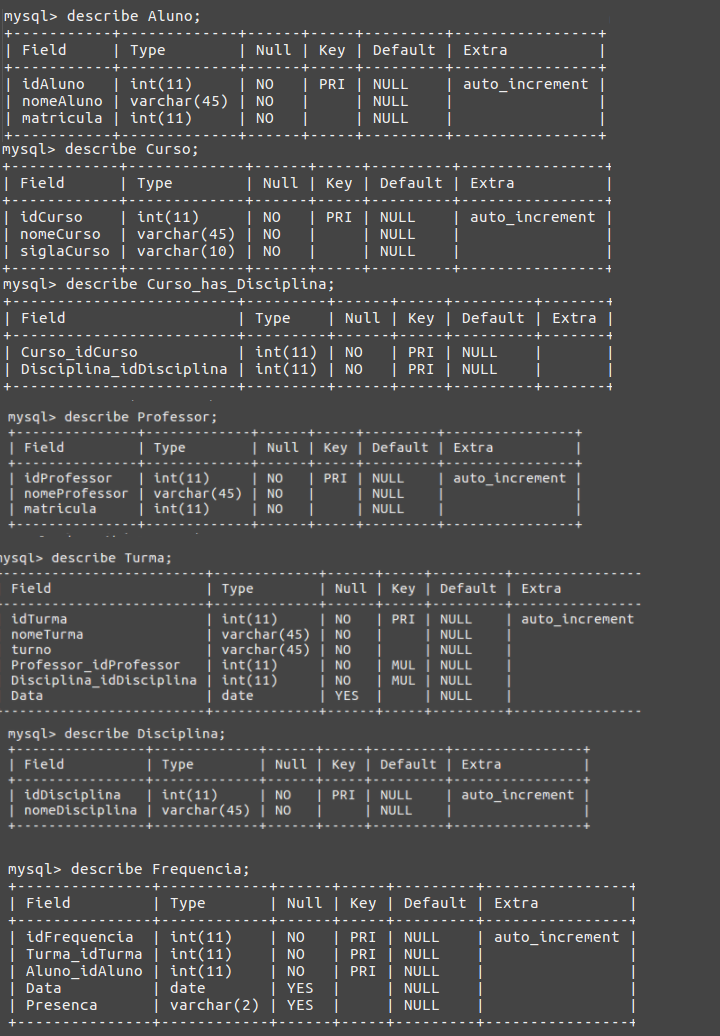 mysql> describe Aluno;
+-----------+-------------+------+-----+---------+----------------+
| Field     | Type        | Null | Key | Default | Extra          |
+-----------+-------------+------+-----+---------+----------------+
| idAluno   | int(11)     | NO   | PRI | NULL    | auto_increment |
| nomeAluno | varchar(45) | NO   |     | NULL    |                |
| matricula | int(11)     | NO   |     | NULL    |                |
+-----------+-------------+------+-----+---------+----------------+
mysql> describe Curso;
+------------+-------------+------+-----+---------+----------------+
| Field      | Type        | Null | Key | Default | Extra          |
+------------+-------------+------+-----+---------+----------------+
| idCurso    | int(11)     | NO   | PRI | NULL    | auto_increment |
| nomeCurso  | varchar(45) | NO   |     | NULL    |                |
| siglaCurso | varchar(10) | NO   |     | NULL    |                |
+------------+-------------+------+-----+---------+----------------+
mysql> describe Curso_has_Disciplina;
+-------------------------+---------+------+-----+---------+-------+
| Field                   | Type    | Null | Key | Default | Extra |
+-------------------------+---------+------+-----+---------+-------+
| Curso_idCurso           | int(11) | NO   | PRI | NULL    |       |
| Disciplina_idDisciplina | int(11) | NO   | PRI | NULL    |       |
+-------------------------+---------+------+-----+---------+-------+
mysql> describe Professor;
+---------------+-------------+------+-----+---------+----------------+
| Field         | Type        | Null | Key | Default | Extra          |
+---------------+-------------+------+-----+---------+----------------+
| idProfessor   | int(11)     | NO   | PRI | NULL    | auto_increment |
| nomeProfessor | varchar(45) | NO   |     | NULL    |                |
| matricula     | int(11)     | NO   |     | NULL    |                |
+---------------+-------------+------+-----+---------+----------------+
mysql> describe Turma;
-------------------------+-------------+------+-----+---------+----------------
 Field                   | Type        | Null | Key | Default | Extra
-------------------------+-------------+------+-----+---------+----------------
 idTurma                 | int(11)     | NO   | PRI | NULL    | auto_increment
 nomeTurma               | varchar(45) | NO   |     | NULL    |
 turno                   | varchar(45) | NO   |     | NULL    |
 Professor_idProfessor   | int(11)     | NO   | MUL | NULL    |
 Disciplina_idDisciplina | int(11)     | NO   | MUL | NULL    |
 Data                    | date        | YES  |     | NULL    |
-------------------------+-------------+------+-----+---------+----------------
mysql> describe Disciplina;
+----------------+-------------+------+-----+---------+----------------+
| Field          | Type        | Null | Key | Default | Extra          |
+----------------+-------------+------+-----+---------+----------------+
| idDisciplina   | int(11)     | NO   | PRI | NULL    | auto_increment |
| nomeDisciplina | varchar(45) | NO   |     | NULL    |                |
+----------------+-------------+------+-----+---------+----------------+
mysql> describe Frequencia;
+---------------+------------+------+-----+---------+----------------+
| Field         | Type       | Null | Key | Default | Extra          |
+---------------+------------+------+-----+---------+----------------+
| idFrequencia  | int(11)    | NO   | PRI | NULL    | auto_increment |
| Turma_idTurma | int(11)    | NO   | PRI | NULL    |                |
| Aluno_idAluno | int(11)    | NO   | PRI | NULL    |                |
| Data          | date       | YES  |     | NULL    |                |
| Presenca      | varchar(2) | YES  |     | NULL    |                |
+---------------+------------+------+-----+---------+----------------+